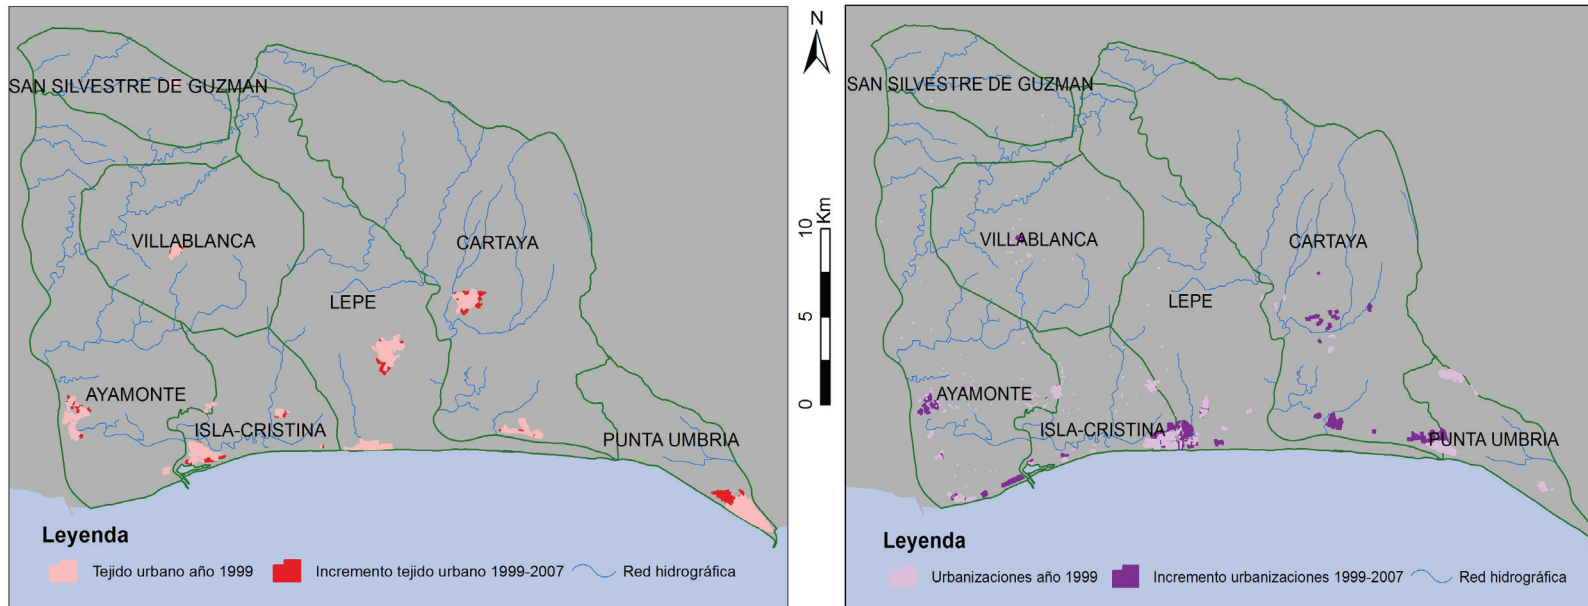 SAN SILVESTRE DE GUZMAN
VILLABLANCA
CARTAYA
LEPE
AYAMONTE
ISLA-CRISTINA
PUNTA UMBRIA
Leyenda
Tejido urbano año 1999
Incremento tejido urbano 1999-2007
Red hidrográfica
N
Km
10
5
0
SAN SILVESTRE DE GUZMAN
VILLABLANCA
CARTAYA
LEPE
AYAMONTE
ISLA-CRISTINA
PUNTA UMBRIA
Leyenda
Urbanizaciones año 1999
Incremento urbanizaciones 1999-2007
Red hidrográfica